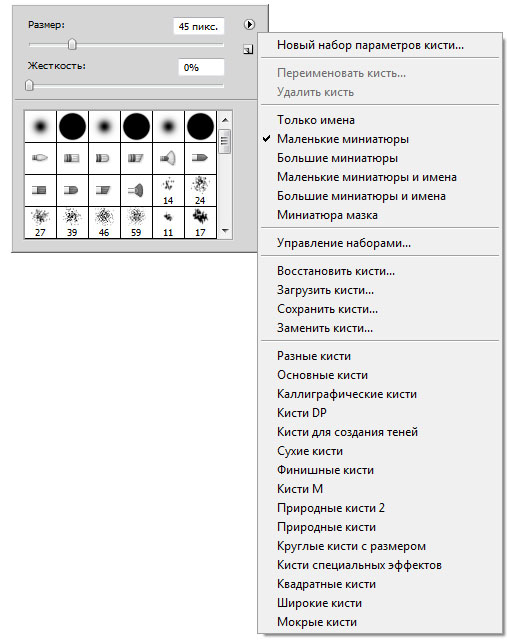 Размер:
45 пикс.
Жесткость:
0%
14
24
27
39
46
59
11
17
Новый набор параметров кисти...
Переименовать кисть...
Удалить кисть
Только имена
Маленькие миниатюры
Большие миниатюры
Маленькие миниатюры и имена
Большие миниатюры и имена
Миниатюра мазка
Управление наборами...
Восстановить кисти...
Загрузить кисти...
Сохранить кисти...
Заменить кисти...
Разные кисти
Основные кисти
Каллиграфические кисти
Кисти DP
Кисти для создания теней
Сухие кисти
Финишные кисти
Кисти М
Природные кисти 2
Природные кисти
Круглые кисти с размером
Кисти специальных эффектов
Квадратные кисти
Широкие кисти
Мокрые кисти